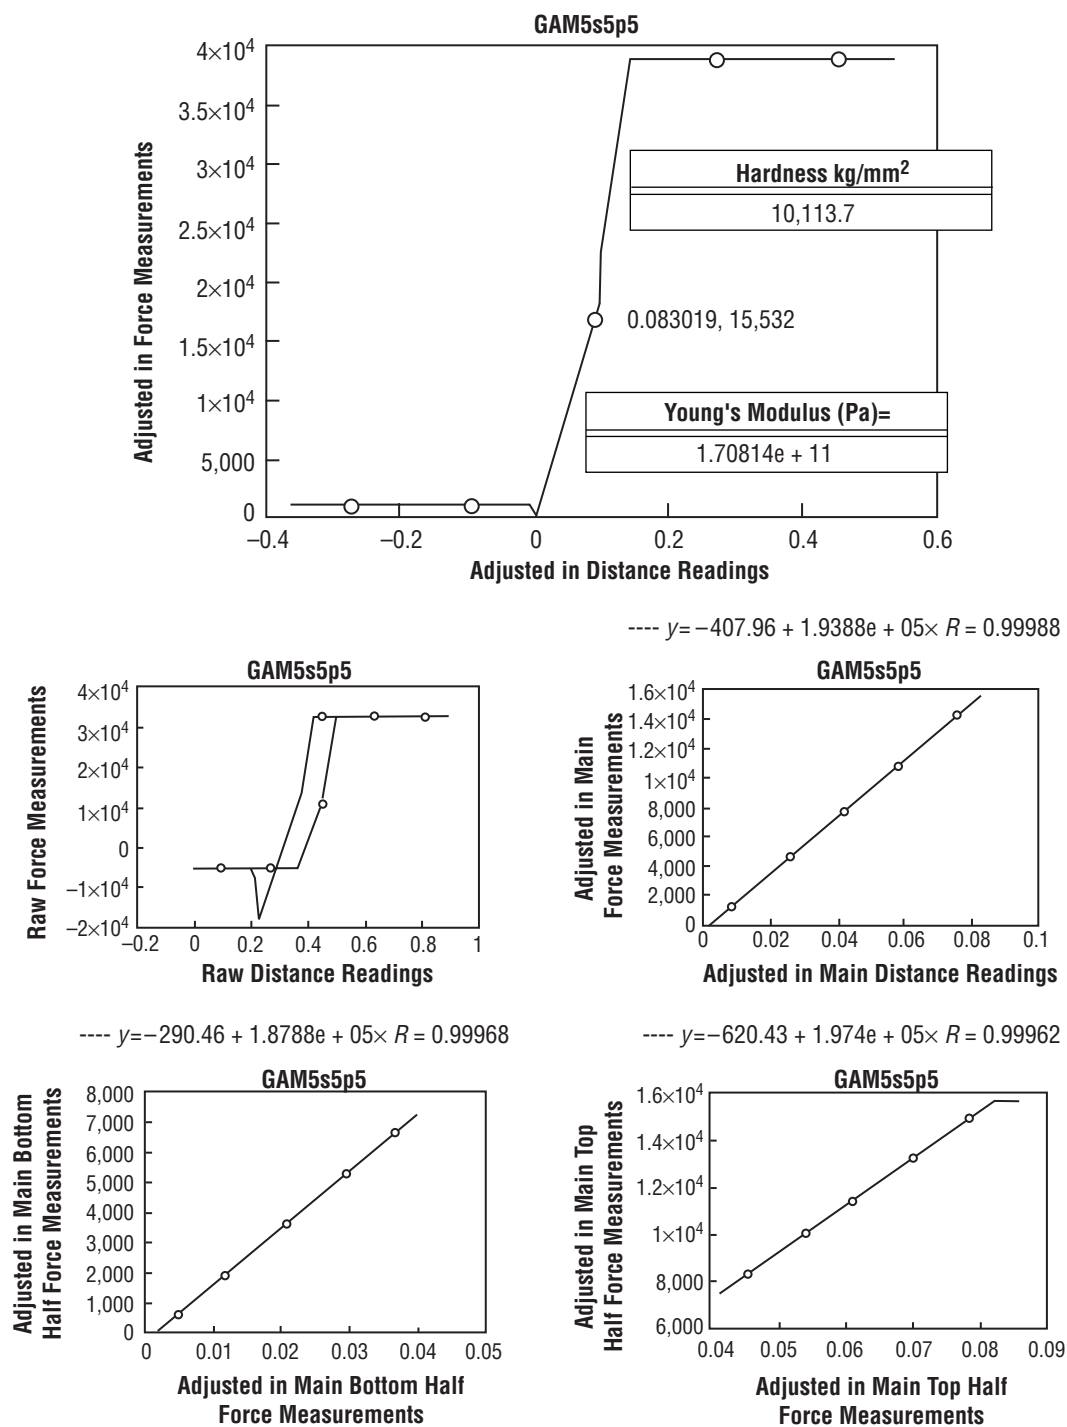 GAM5s5p5
Adjusted in Force Measurements
4×10⁴
3.5×10⁴
3×10⁴
2.5×10⁴
2×10⁴
1.5×10⁴
1×10⁴
5,000
0
Hardness kg/mm²
10,113.7
0.083019, 15,532
Young's Modulus (Pa)=
1.70814e + 11
−0.4 −0.2 0 0.2 0.4 0.6
Adjusted in Distance Readings
---- y=−407.96 + 1.9388e + 05× R = 0.99988
GAM5s5p5
Raw Force Measurements
4×10⁴
3×10⁴
2×10⁴
1×10⁴
0
−1×10⁴
−2×10⁴
−0.2 0 0.2 0.4 0.6 0.8 1
Raw Distance Readings
GAM5s5p5
Adjusted in Main
Force Measurements
1.6×10⁴
1.4×10⁴
1.2×10⁴
1×10⁴
8,000
6,000
4,000
2,000
0
0 0.02 0.04 0.06 0.08 0.1
Adjusted in Main Distance Readings
---- y=−290.46 + 1.8788e + 05× R = 0.99968
GAM5s5p5
Adjusted in Main Bottom
Half Force Measurements
8,000
7,000
6,000
5,000
4,000
3,000
2,000
1,000
0
0 0.01 0.02 0.03 0.04 0.05
Adjusted in Main Bottom Half
Force Measurements
---- y=−620.43 + 1.974e + 05× R = 0.99962
GAM5s5p5
Adjusted in Main Top
Half Force Measurements
1.6×10⁴
1.4×10⁴
1.2×10⁴
1×10⁴
8,000
6,000
0.04 0.05 0.06 0.07 0.08 0.09
Adjusted in Main Top Half
Force Measurements